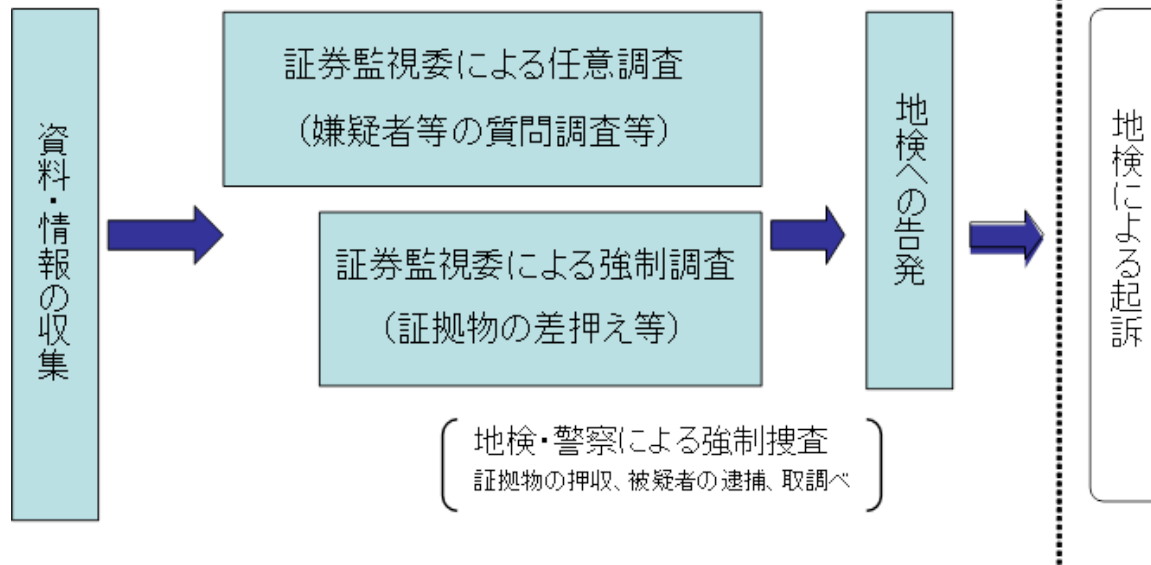 資料・情報の収集
証券監視委による任意調査
（嫌疑者等の質問調査等）
証券監視委による強制調査
（証拠物の差押え等）
地検・警察による強制捜査
証拠物の押収、被疑者の逮捕、取調べ
地検への告発
地検による起訴